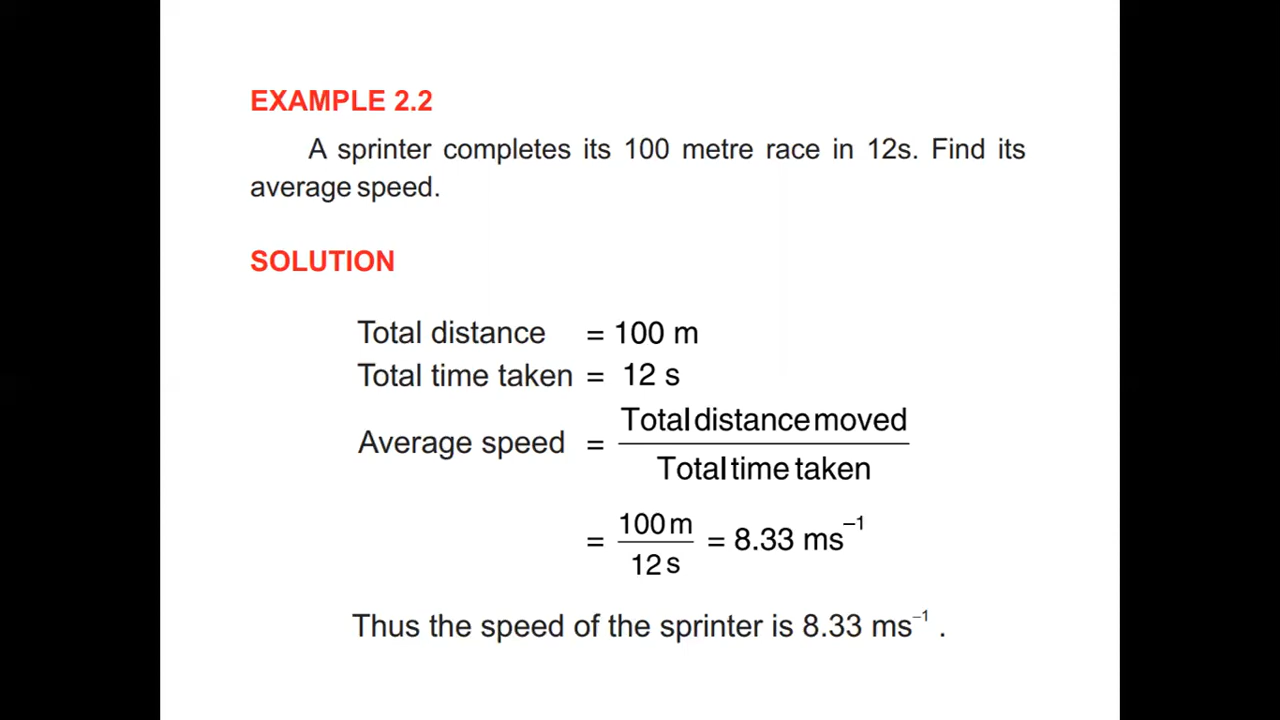 EXAMPLE 2.2
A sprinter completes its 100 metre race in 12s. Find its
average speed.
SOLUTION
Total distance = 100 m
Total time taken = 12 s
Average speed = Total distance moved / Total time taken
= 100 m / 12 s = 8.33 ms⁻¹
Thus the speed of the sprinter is 8.33 ms⁻¹ .